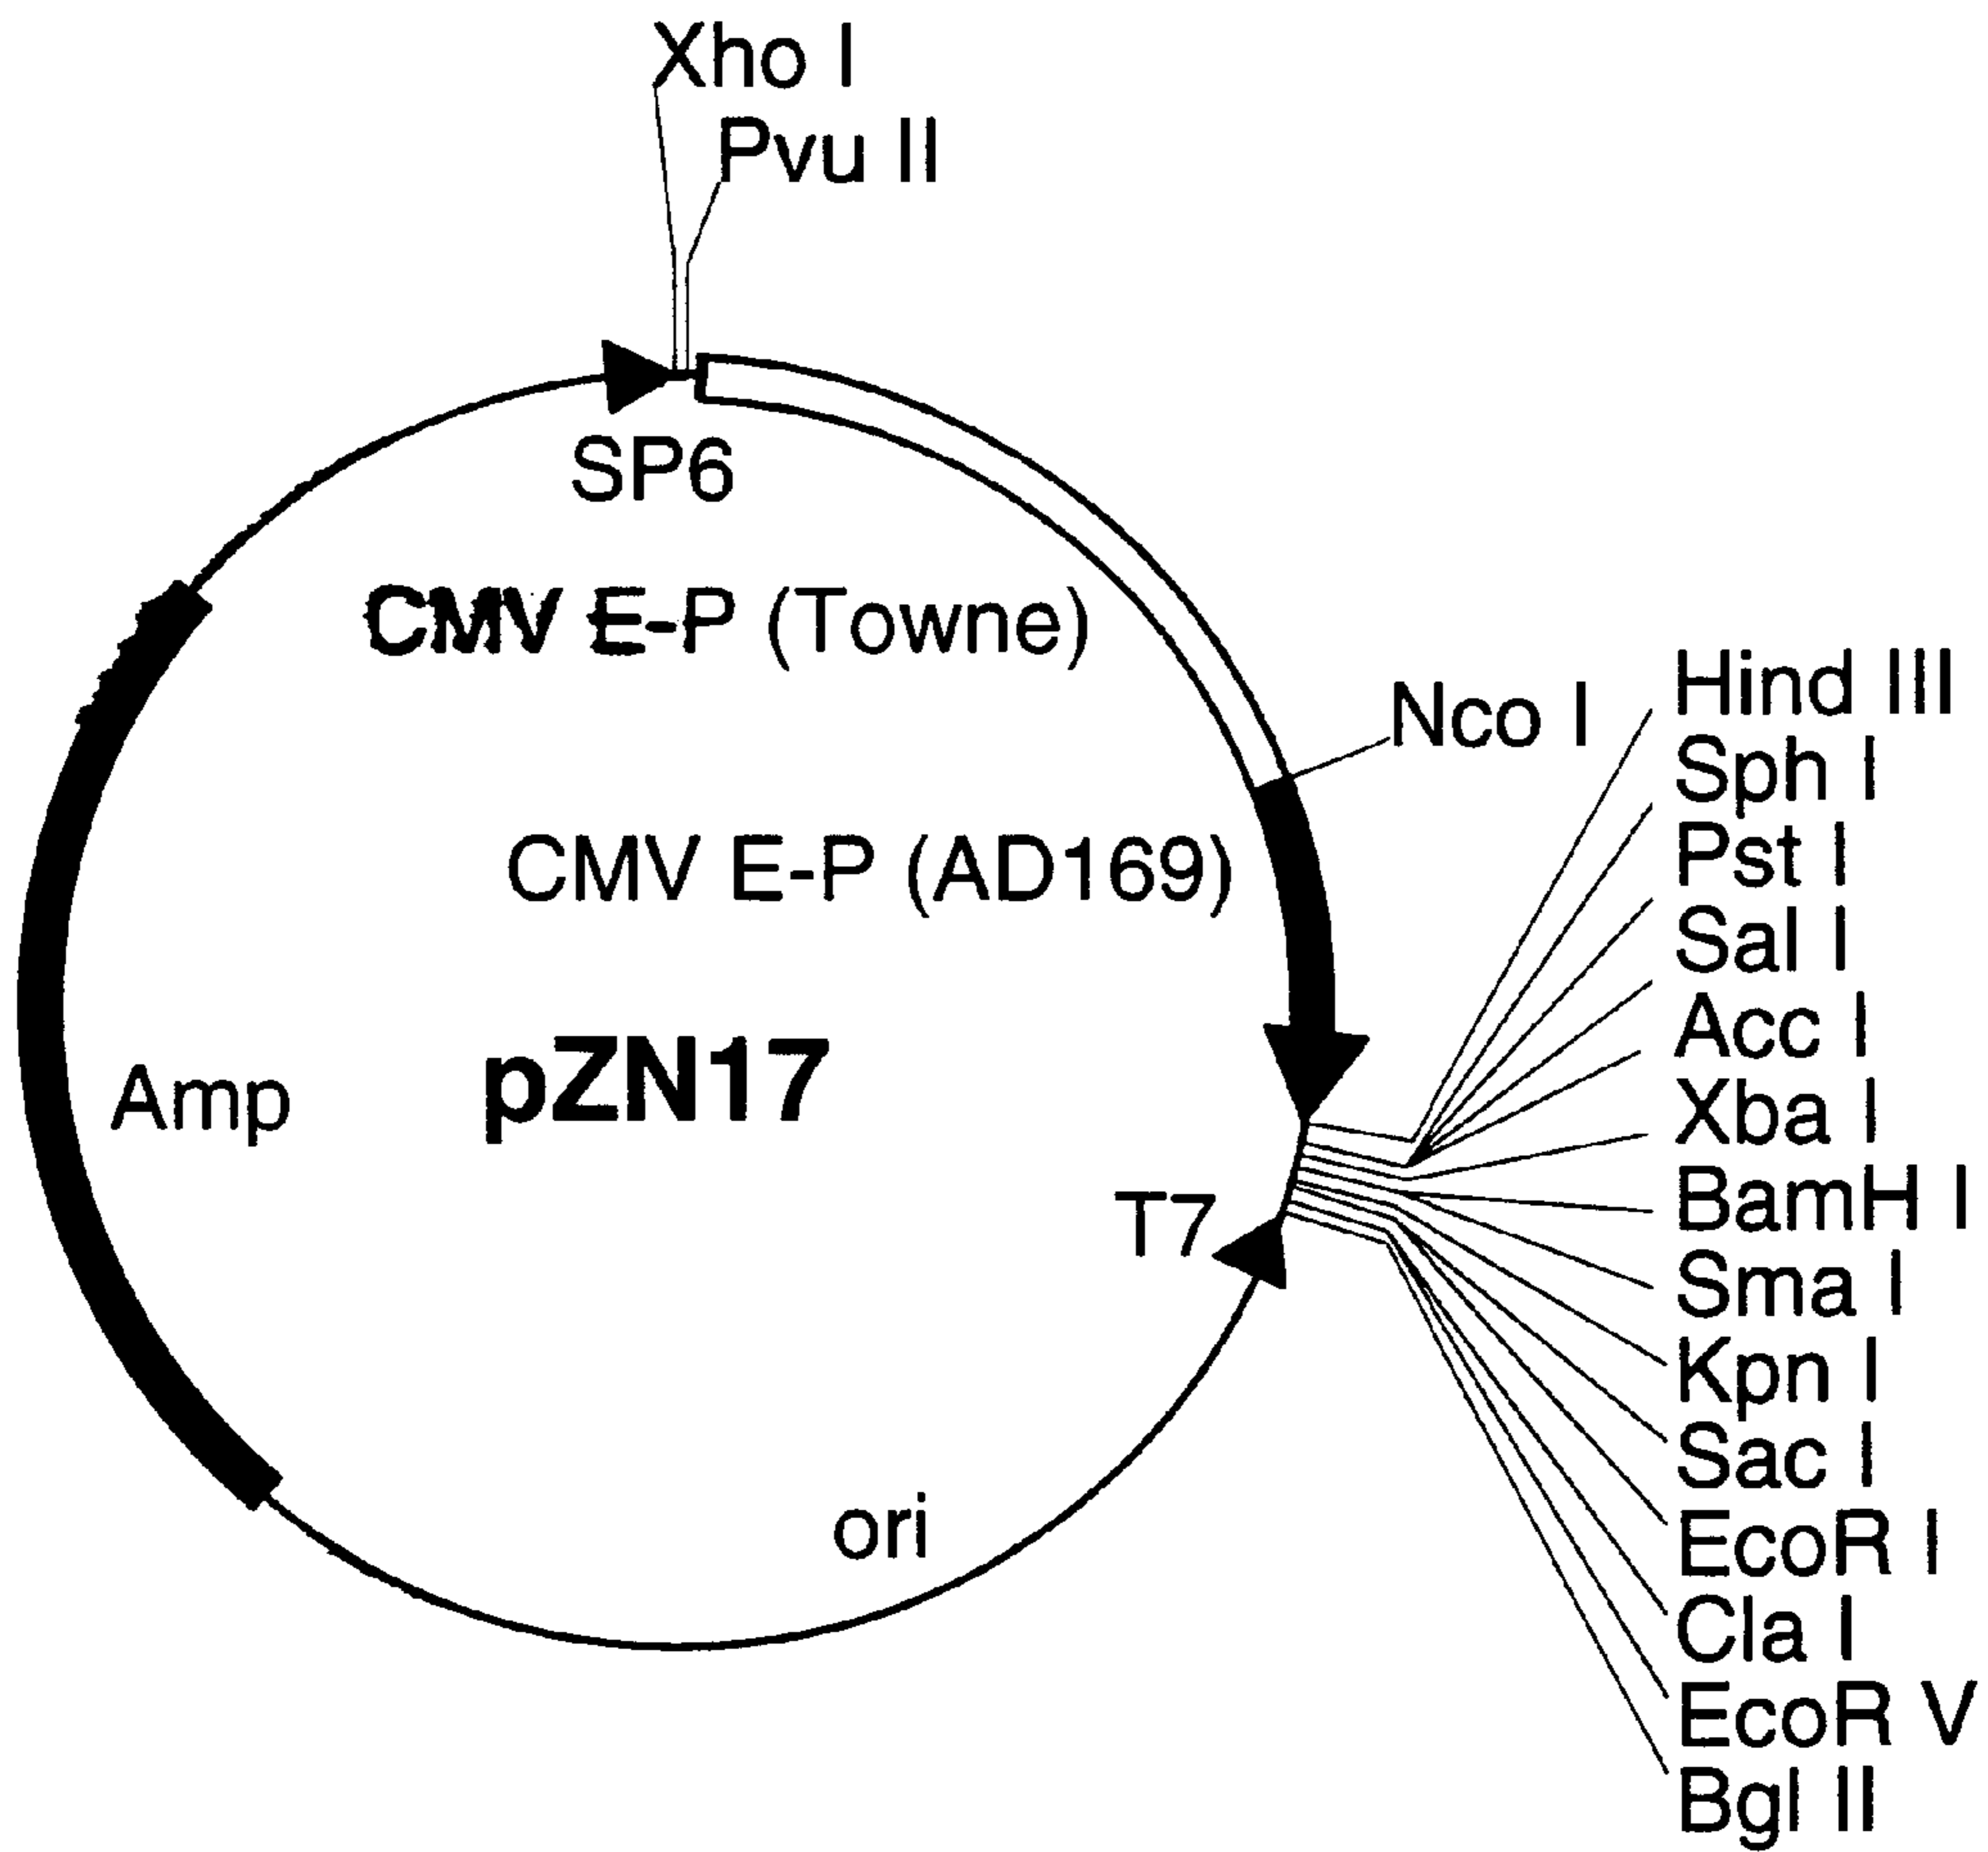 Xho I
Pvu II
SP6
CMV E-P (Towne)
Nco I
CMV E-P (AD169)
pZN17
Amp
T7
ori
Hind III
Sph I
Pst I
Sal I
Acc I
Xba I
BamH I
Sma I
Kpn I
Sac I
EcoR I
Cla I
EcoR V
Bgl II